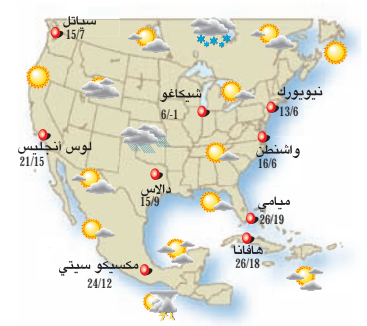 سياتل
15/7
شيكاغو
6/-1
نيويورك
13/6
لوس أنجليس
21/15
واشنطن
16/6
دالاس
15/9
ميامي
26/19
هافانا
26/18
مكسيكو سيتي
24/12